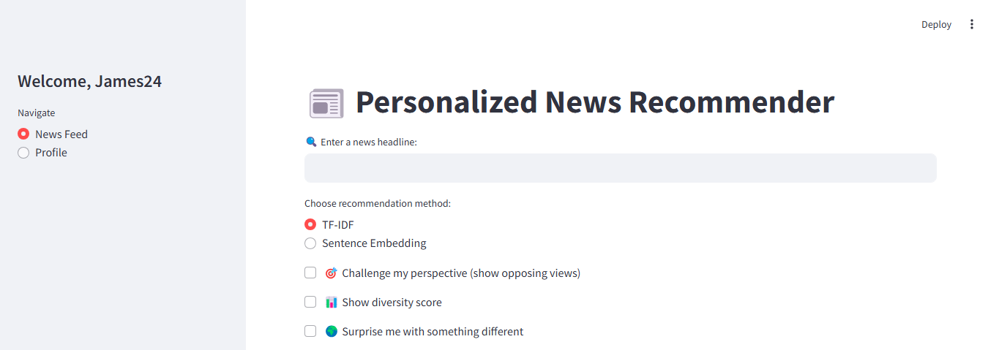 Deploy
Welcome, James24
Navigate
News Feed
Profile
Personalized News Recommender
Enter a news headline:
Choose recommendation method:
TF-IDF
Sentence Embedding
Challenge my perspective (show opposing views)
Show diversity score
Surprise me with something different